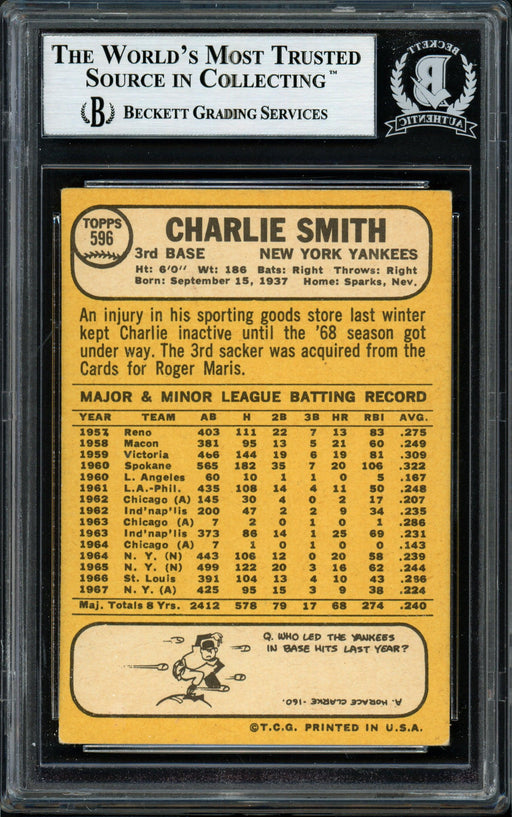 THE WORLD'S MOST TRUSTED
SOURCE IN COLLECTING™
B BECKETT GRADING SERVICES
BECKETT
B
AUTHENTIC
TOPPS
596
CHARLIE SMITH
3rd BASE NEW YORK YANKEES
Ht: 6'0" Wt: 186 Bats: Right Throws: Right
Born: September 15, 1937 Home: Sparks, Nev.
An injury in his sporting goods store last winter
kept Charlie inactive until the '68 season got
under way. The 3rd sacker was acquired from the
Cards for Roger Maris.
MAJOR & MINOR LEAGUE BATTING RECORD
YEAR TEAM AB H 2B 3B HR RBI AVG.
1957 Reno 403 111 22 7 13 83 .275
1958 Macon 381 95 13 5 21 60 .249
1959 Victoria 466 144 19 6 19 81 .309
1960 Spokane 565 182 35 7 20 106 .322
1960 L. Angeles 60 10 1 1 0 5 .167
1961 L.A.-Phil. 435 108 14 4 11 50 .248
1962 Chicago (A) 145 30 4 0 2 17 .207
1962 Ind'nap'lis 200 47 2 2 9 34 .235
1963 Chicago (A) 7 2 0 1 0 1 .286
1963 Ind'nap'lis 373 86 14 1 25 69 .231
1964 Chicago (A) 7 1 0 1 0 0 .143
1964 N. Y. (N) 443 106 12 0 20 58 .239
1965 N. Y. (N) 499 122 20 3 16 62 .244
1966 St. Louis 391 104 13 4 10 43 .266
1967 N. Y. (A) 425 95 15 3 9 38 .224
Maj. Totals 8 Yrs. 2412 578 79 17 68 274 .240
Q. WHO LED THE YANKEES
IN BASE HITS LAST YEAR?
A. HORACE CLARKE-160.
©T.C.G. PRINTED IN U.S.A.